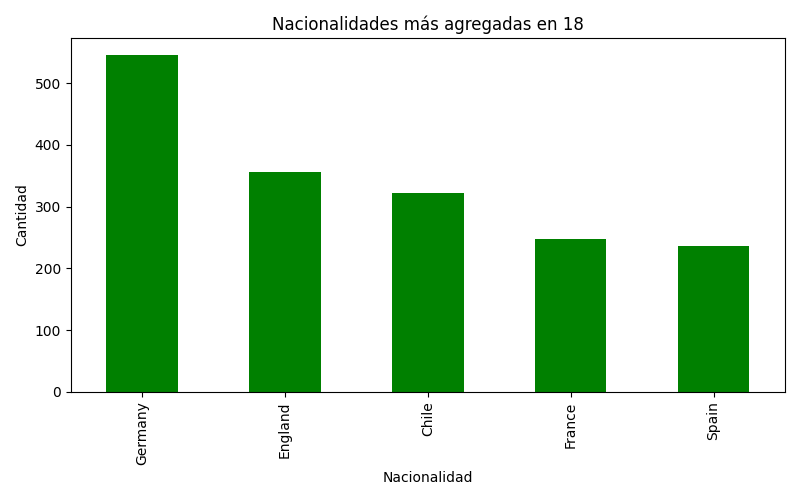 Nacionalidades más agregadas en 18
Cantidad
500
400
300
200
100
0
Germany
England
Chile
France
Spain
Nacionalidad